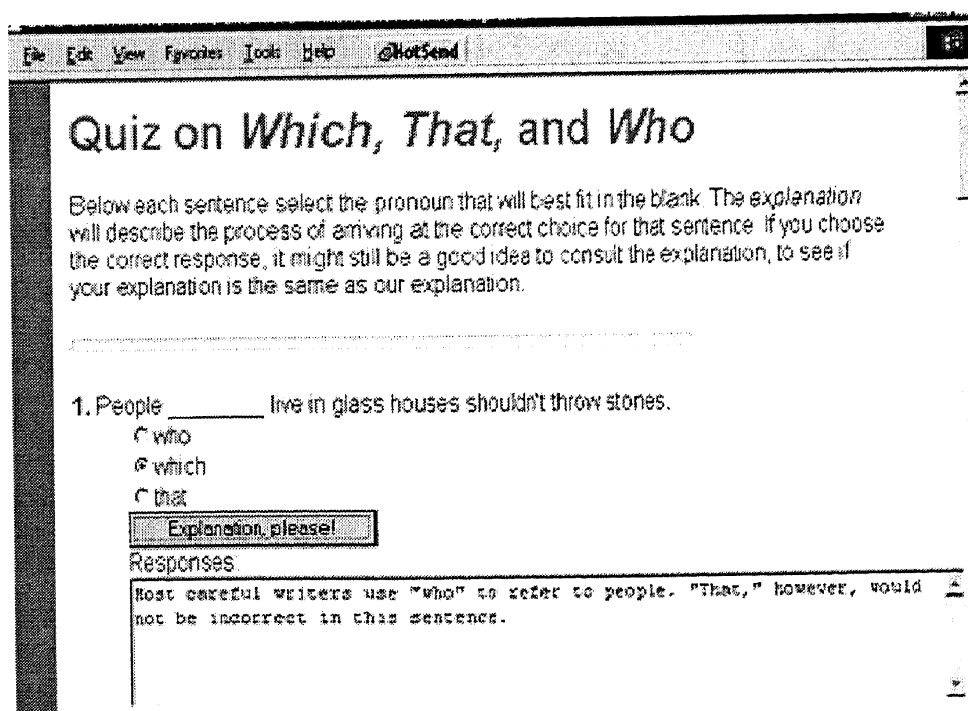 File Edit View Favorites Tools Help @HotSend
Quiz on Which, That, and Who
Below each sentence select the pronoun that will best fit in the blank. The explanation
will describe the process of arriving at the correct choice for that sentence. If you choose
the correct response, it might still be a good idea to consult the explanation, to see if
your explanation is the same as our explanation.
1. People ________ live in glass houses shouldn't throw stones.
who
which
that
Explanation, please!
Responses:
Most careful writers use "who" to refer to people. "That," however, would
not be incorrect in this sentence.